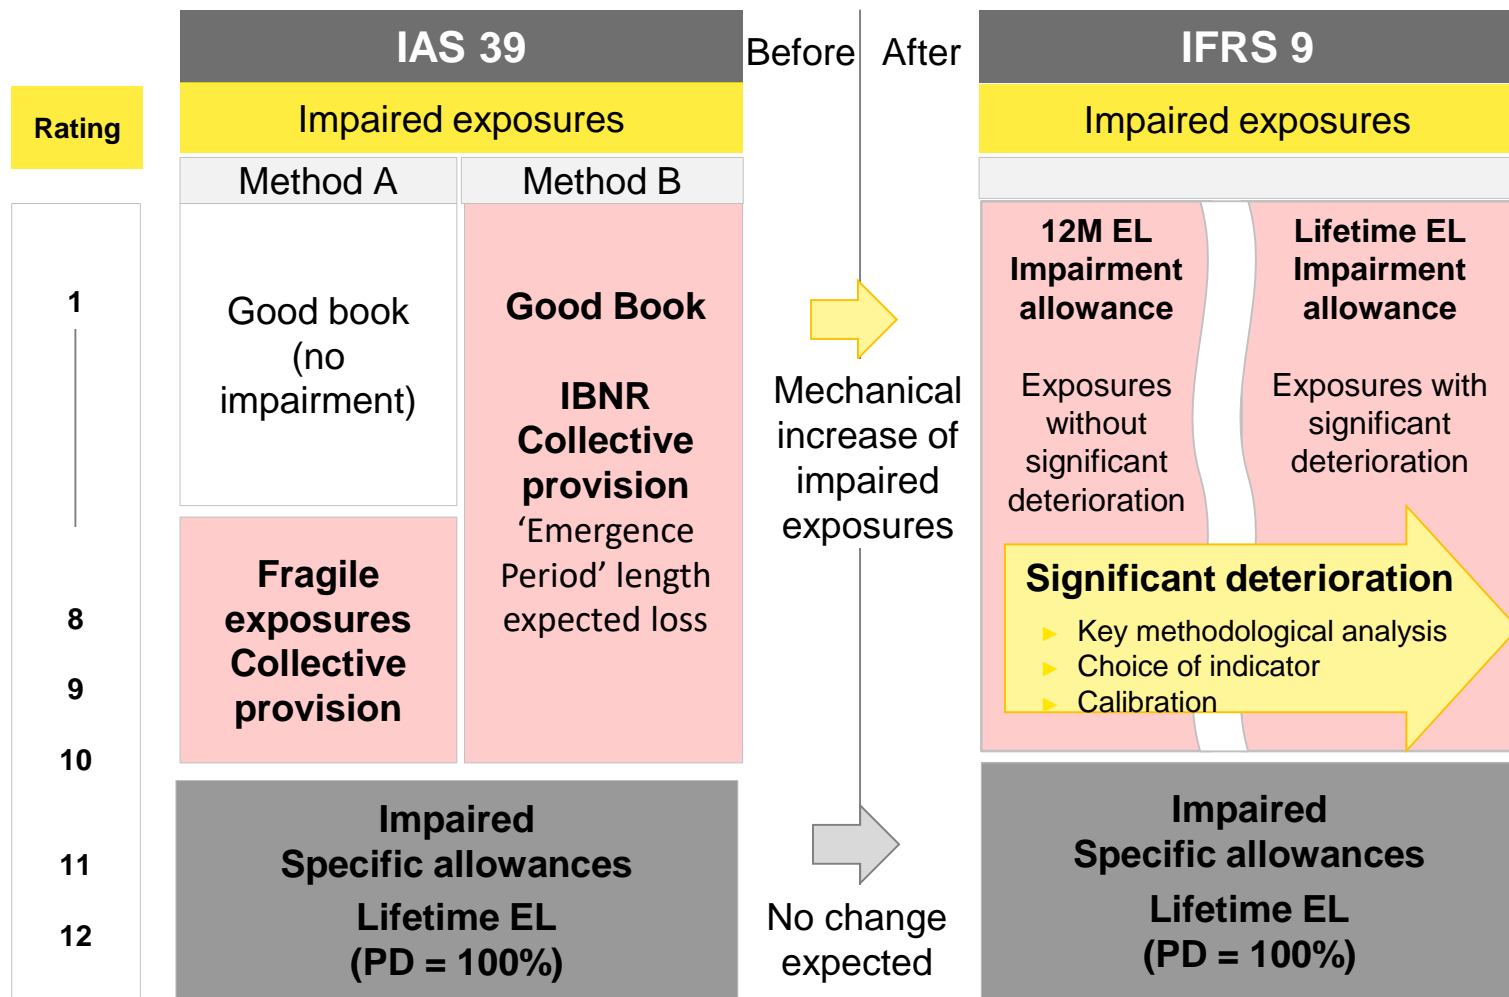 IAS 39
Before
After
IFRS 9
Rating
Impaired exposures
Impaired exposures
Method A
Method B
1
8
9
10
11
12
Good book
(no
impairment)
Fragile
exposures
Collective
provision
Good Book
IBNR
Collective
provision
‘Emergence
Period’ length
expected loss
Impaired
Specific allowances
Lifetime EL
(PD = 100%)
Mechanical
increase of
impaired
exposures
No change
expected
12M EL
Impairment
allowance
Exposures
without
significant
deterioration
Lifetime EL
Impairment
allowance
Exposures with
significant
deterioration
Significant deterioration
► Key methodological analysis
► Choice of indicator
► Calibration
Impaired
Specific allowances
Lifetime EL
(PD = 100%)